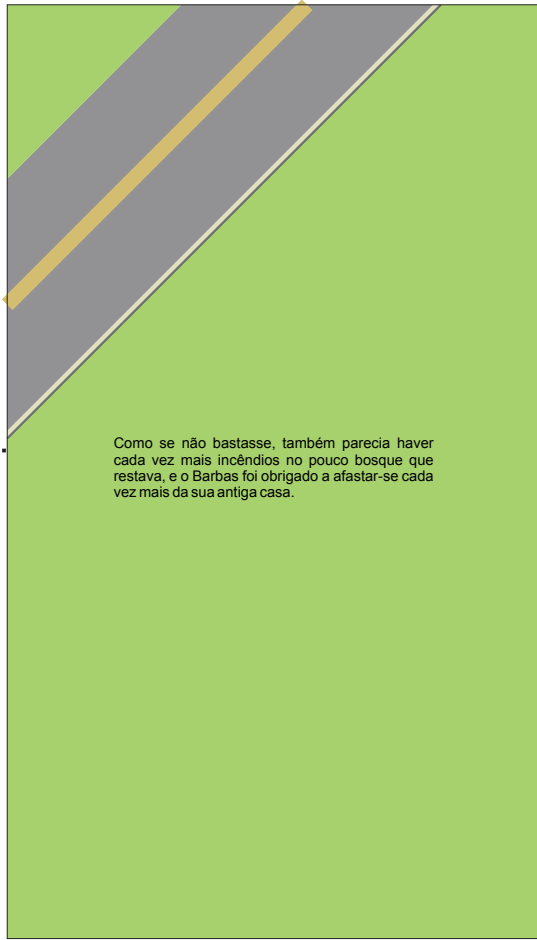 Como se não bastasse, também parecia haver
cada vez mais incêndios no pouco bosque que
restava, e o Barbas foi obrigado a afastar-se cada
vez mais da sua antiga casa.